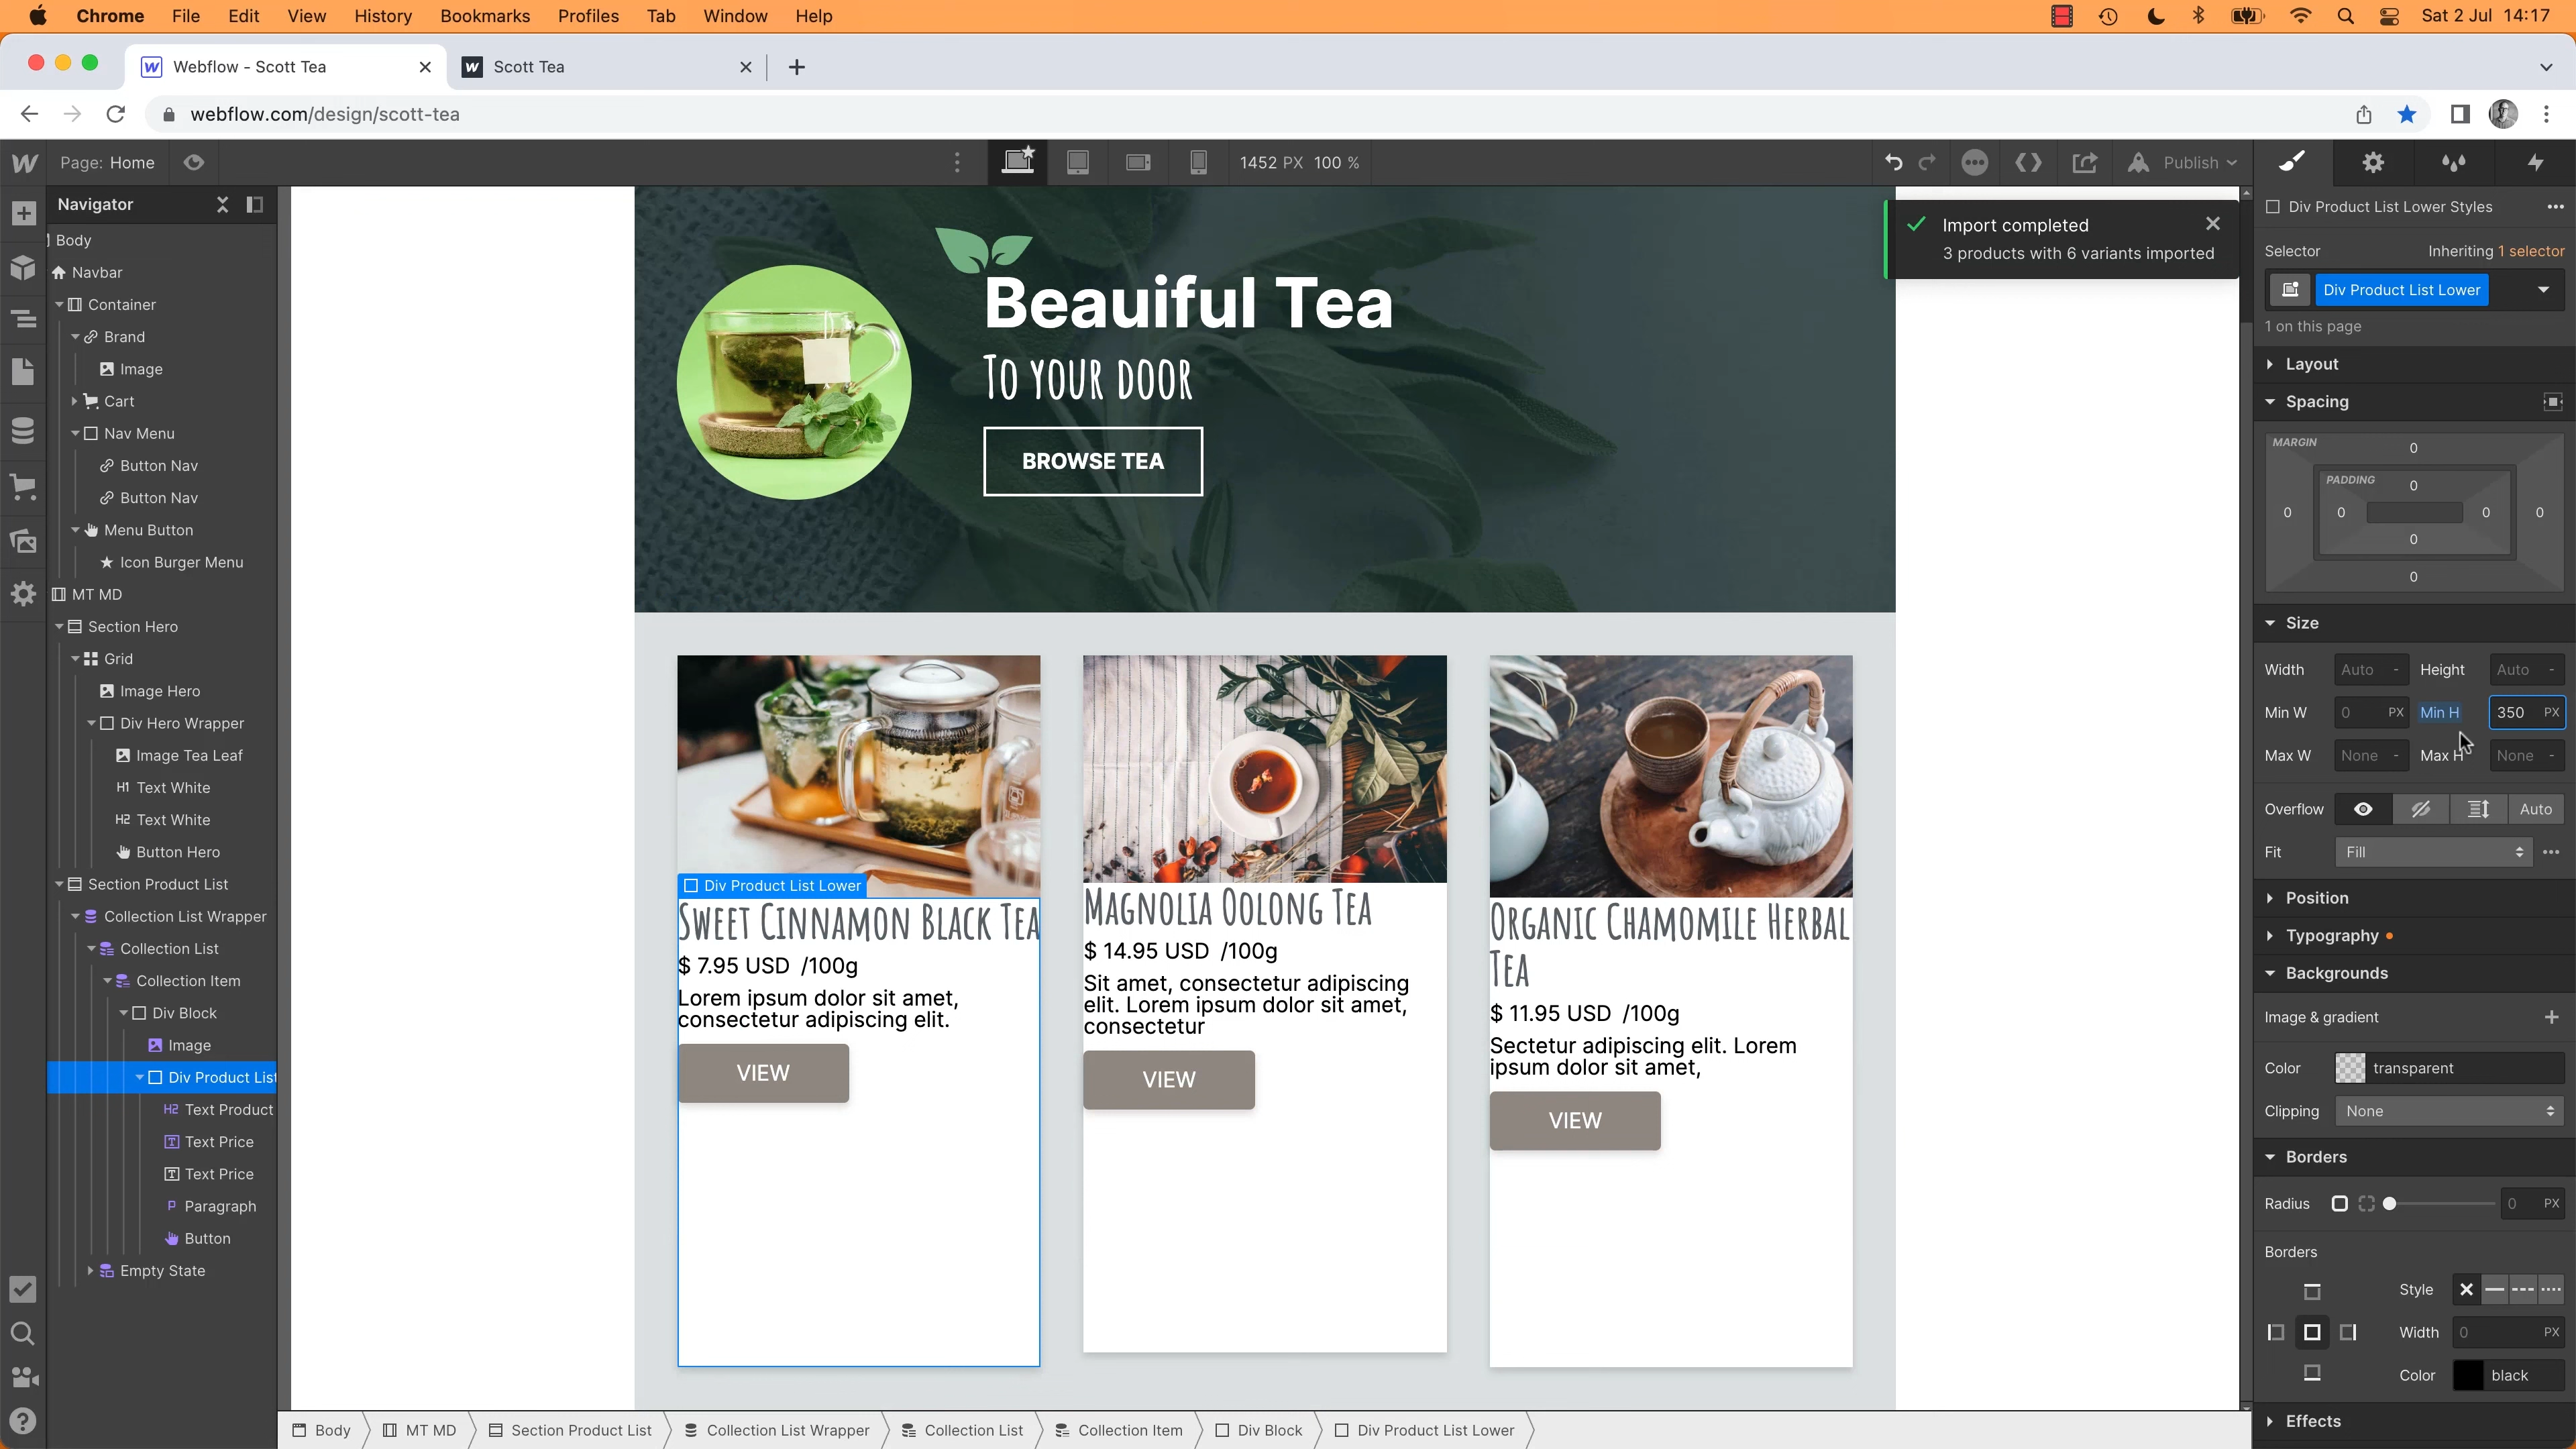 Chrome File Edit View History Bookmarks Profiles Tab Window Help Sat 2 Jul 14:17
Webflow - Scott Tea
Scott Tea
webflow.com/design/scott-tea
Page: Home
1452 PX 100 %
Publish
Navigator
Body
Navbar
Container
Brand
Image
Cart
Nav Menu
Button Nav
Button Nav
Menu Button
Icon Burger Menu
MT MD
Section Hero
Grid
Image Hero
Div Hero Wrapper
Image Tea Leaf
H1 Text White
H2 Text White
Button Hero
Section Product List
Collection List Wrapper
Collection List
Collection Item
Div Block
Image
Div Product List
H2 Text Product
Text Price
Text Price
P Paragraph
Button
Empty State
Beauiful Tea
To your door
BROWSE TEA
Import completed
3 products with 6 variants imported
Div Product List Lower
Sweet Cinnamon Black Tea
$ 7.95 USD /100g
Lorem ipsum dolor sit amet,
consectetur adipiscing elit.
VIEW
Magnolia Oolong Tea
$ 14.95 USD /100g
Sit amet, consectetur adipiscing
elit. Lorem ipsum dolor sit amet,
consectetur
VIEW
Organic Chamomile Herbal
Tea
$ 11.95 USD /100g
Sectetur adipiscing elit. Lorem
ipsum dolor sit amet,
VIEW
Div Product List Lower Styles
Selector Inheriting 1 selector
Div Product List Lower
1 on this page
Layout
Spacing
MARGIN
0
PADDING
0
0 0 0 0
0
0
Size
Width Auto - Height Auto -
Min W 0 PX Min H 350 PX
Max W None - Max H None -
Overflow Auto
Fit Fill
Position
Typography
Backgrounds
Image & gradient
Color transparent
Clipping None
Borders
Radius 0 PX
Borders
Style
Width 0 PX
Color black
Effects
Body MT MD Section Product List Collection List Wrapper Collection List Collection Item Div Block Div Product List Lower